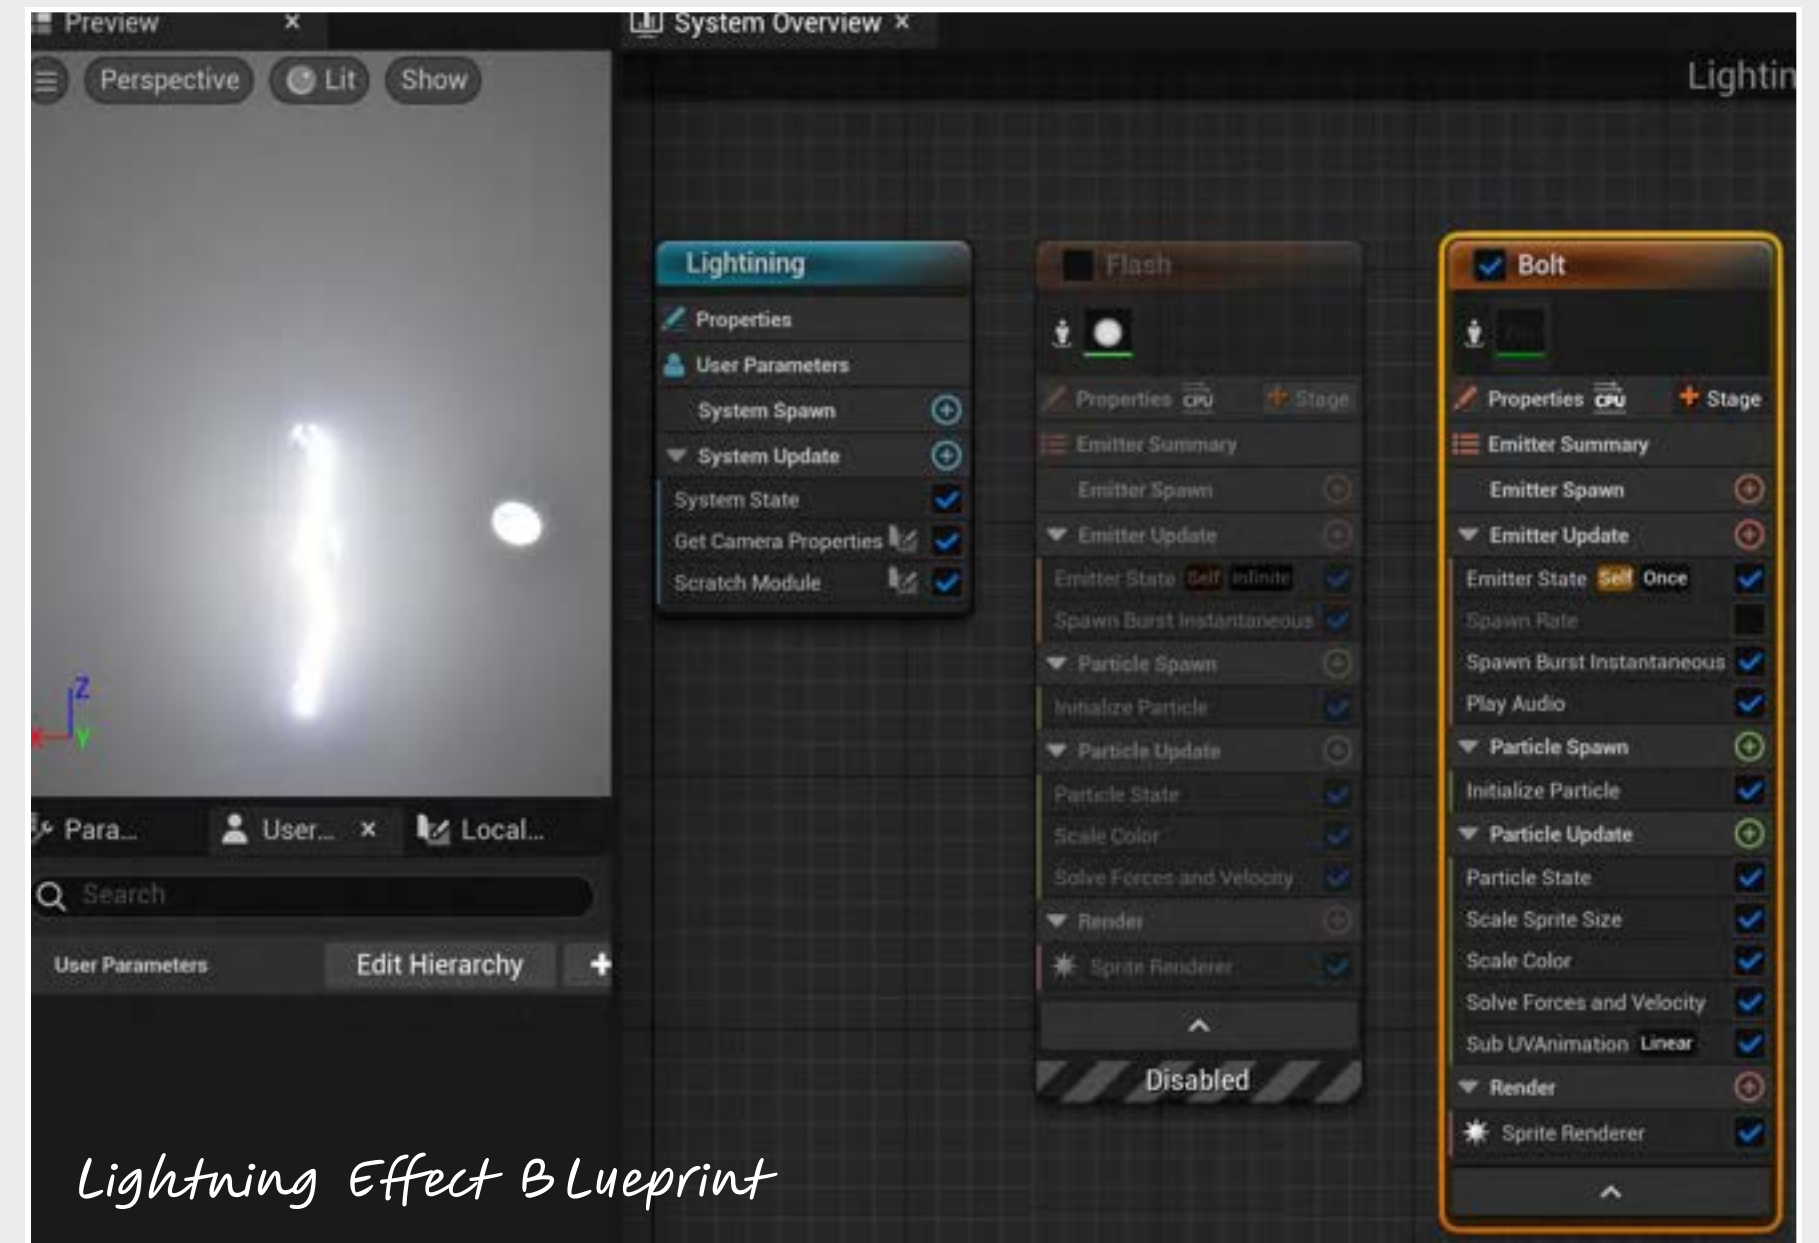 Preview ×
System Overview ×
Perspective Lit Show
Lightin
Lightining
Properties
User Parameters
System Spawn
System Update
System State
Get Camera Properties
Scratch Module
Flash
Properties CPU + Stage
Emitter Summary
Emitter Spawn
Emitter Update
Emitter State Self Infinite
Spawn Burst Instantaneous
Particle Spawn
Initialize Particle
Particle Update
Particle State
Scale Color
Solve Forces and Velocity
Render
Sprite Renderer
Disabled
Bolt
Properties CPU + Stage
Emitter Summary
Emitter Spawn
Emitter Update
Emitter State Self Once
Spawn Rate
Spawn Burst Instantaneous
Play Audio
Particle Spawn
Initialize Particle
Particle Update
Particle State
Scale Sprite Size
Scale Color
Solve Forces and Velocity
Sub UVAnimation Linear
Render
Sprite Renderer
Z
X Y
Para... User... × Local...
Search
User Parameters Edit Hierarchy +
Lightning Effect BLueprint